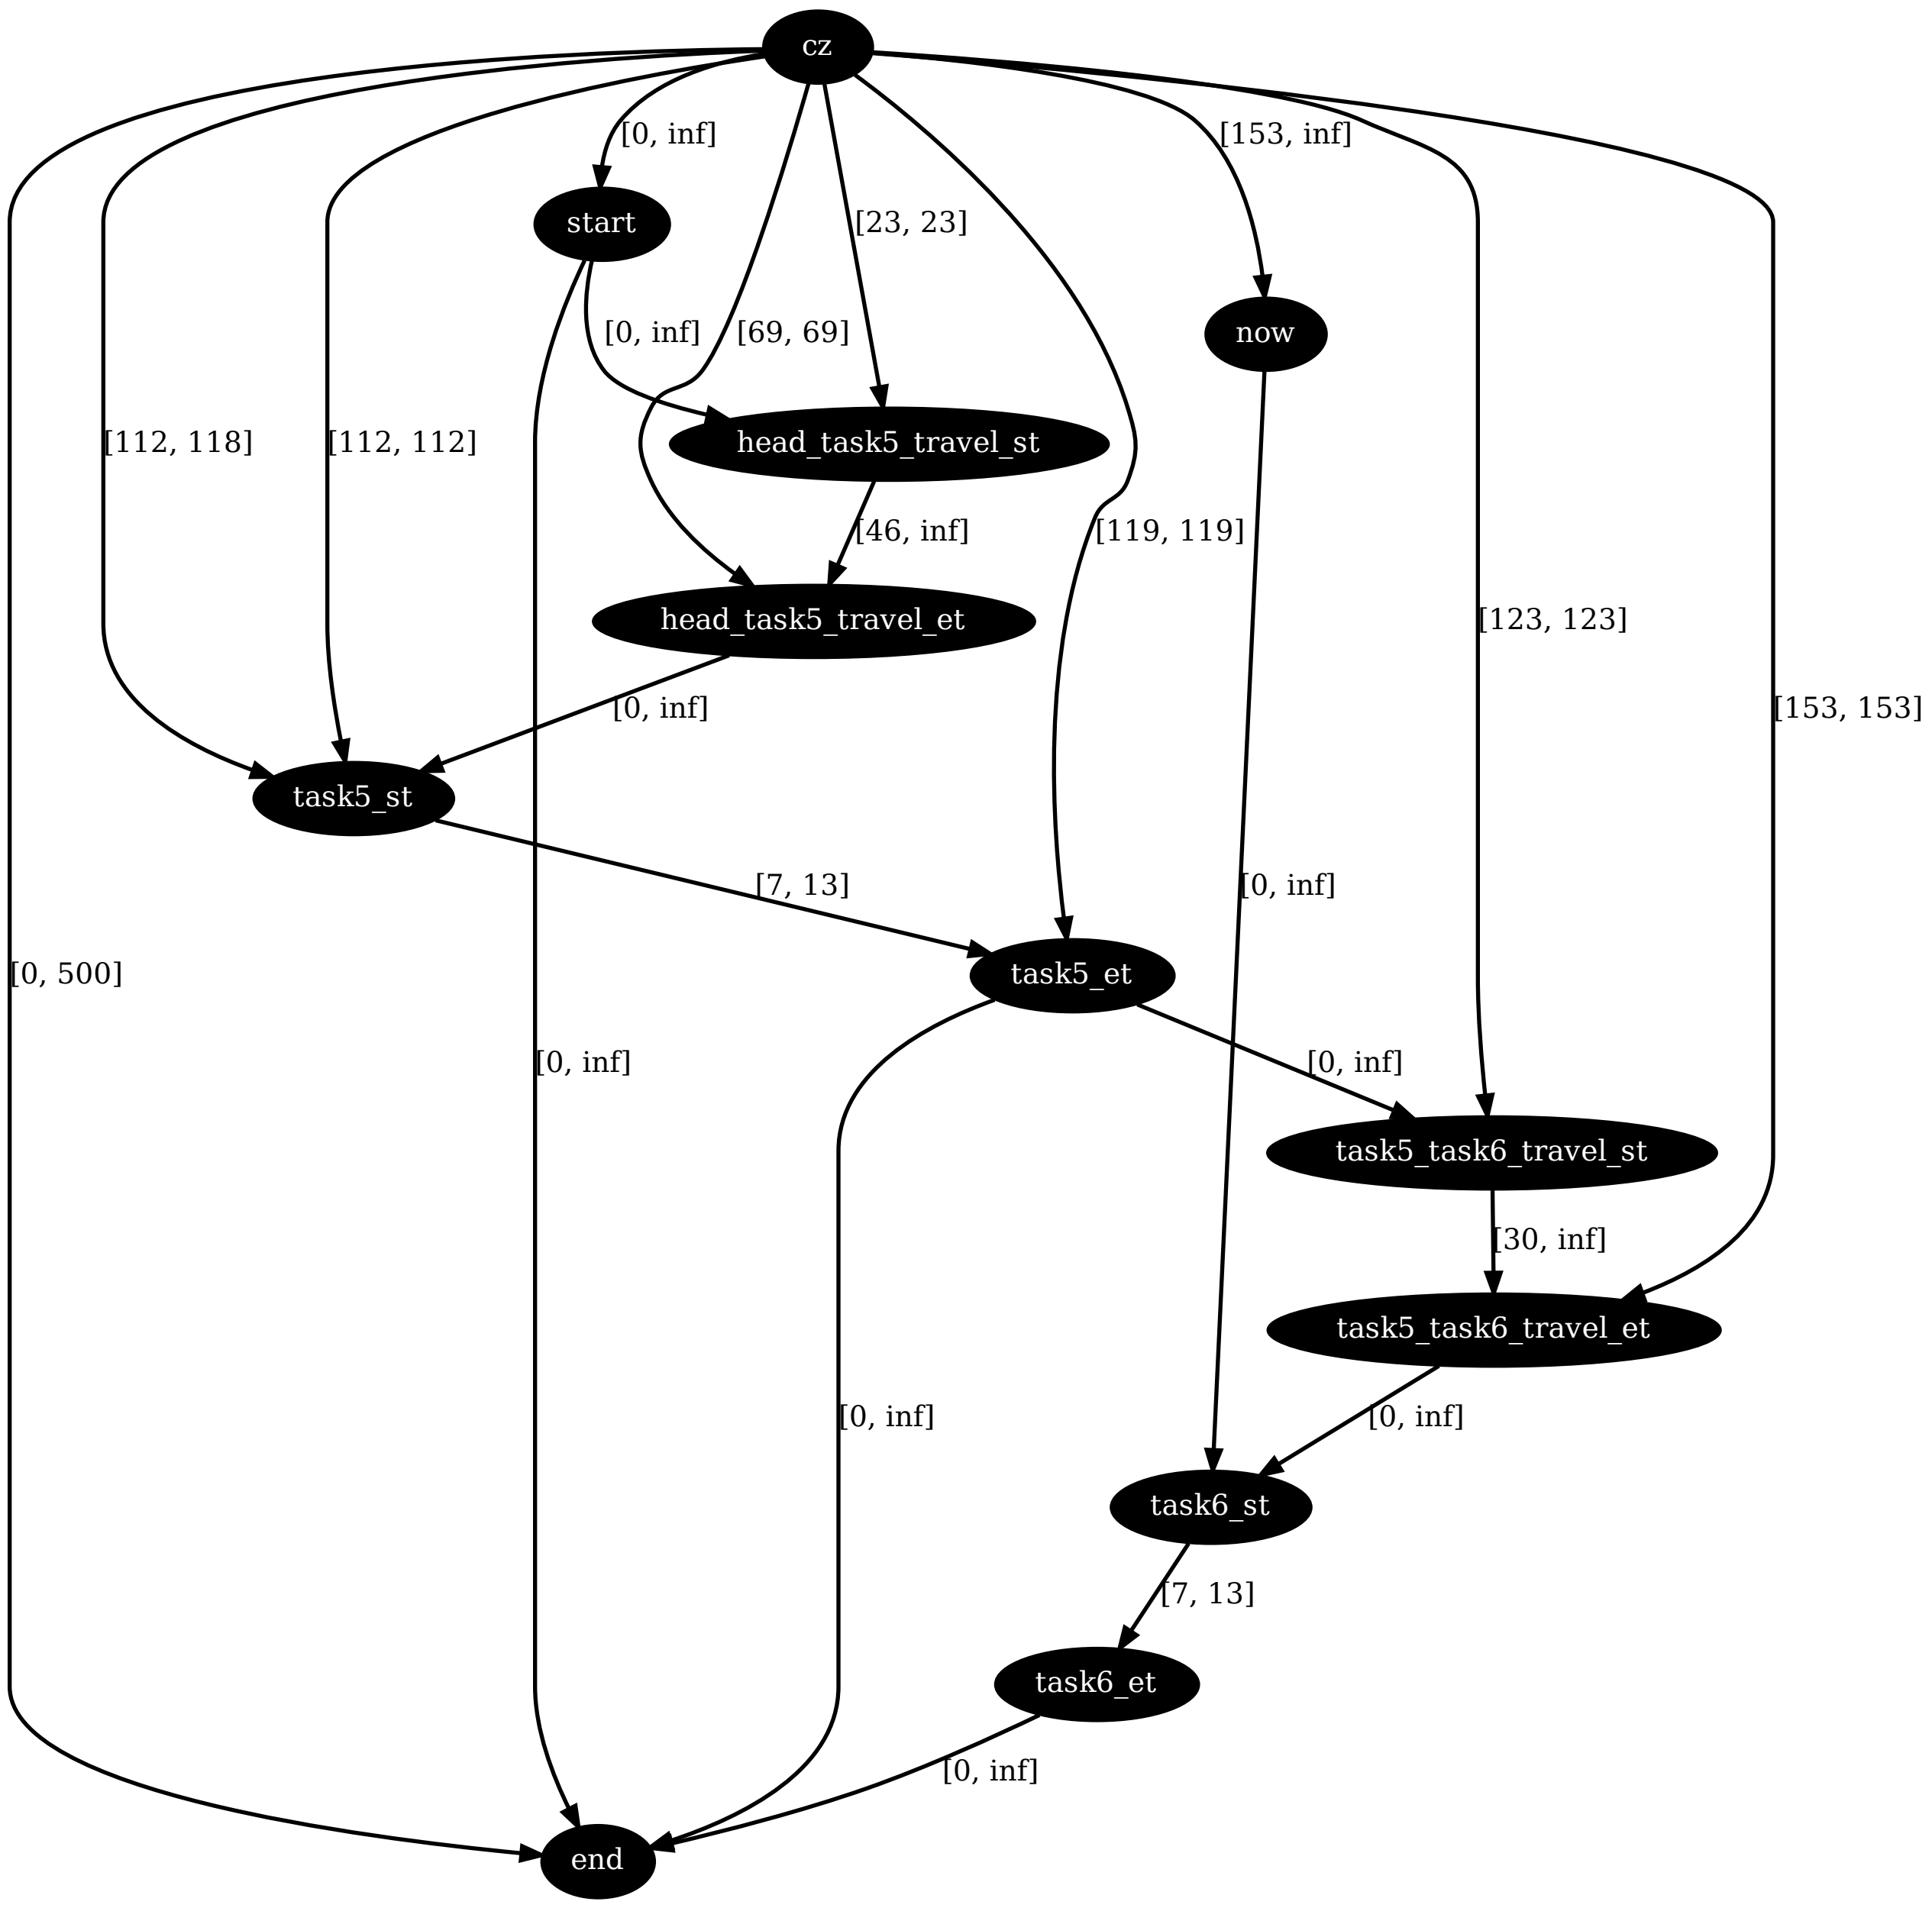 cz
[0, inf]
start
[23, 23]
[153, inf]
[0, inf]
[69, 69]
now
[112, 118]
[112, 112]
head_task5_travel_st
[46, inf]
[119, 119]
head_task5_travel_et
[123, 123]
[0, inf]
[153, 153]
task5_st
[7, 13]
[0, inf]
[0, 500]
task5_et
[0, inf]
[0, inf]
task5_task6_travel_st
[30, inf]
task5_task6_travel_et
[0, inf]
[0, inf]
task6_st
[7, 13]
task6_et
[0, inf]
end